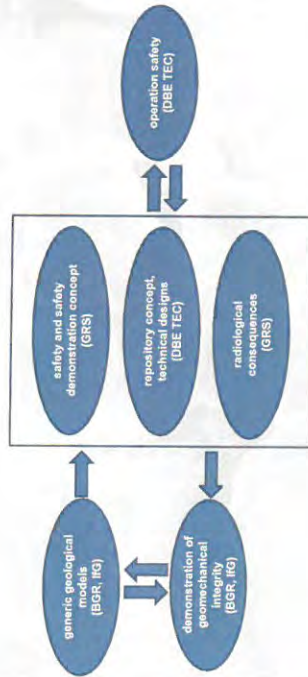 generic geological
models
(BGR, IfG)
demonstration of
geomechanical
integrity
(BGR, IfG)
safety and safety
demonstration concept
(GRS)
repository concept,
technical designs
(DBE TEC)
radiological
consequences
(GRS)
operation safety
(DBE TEC)